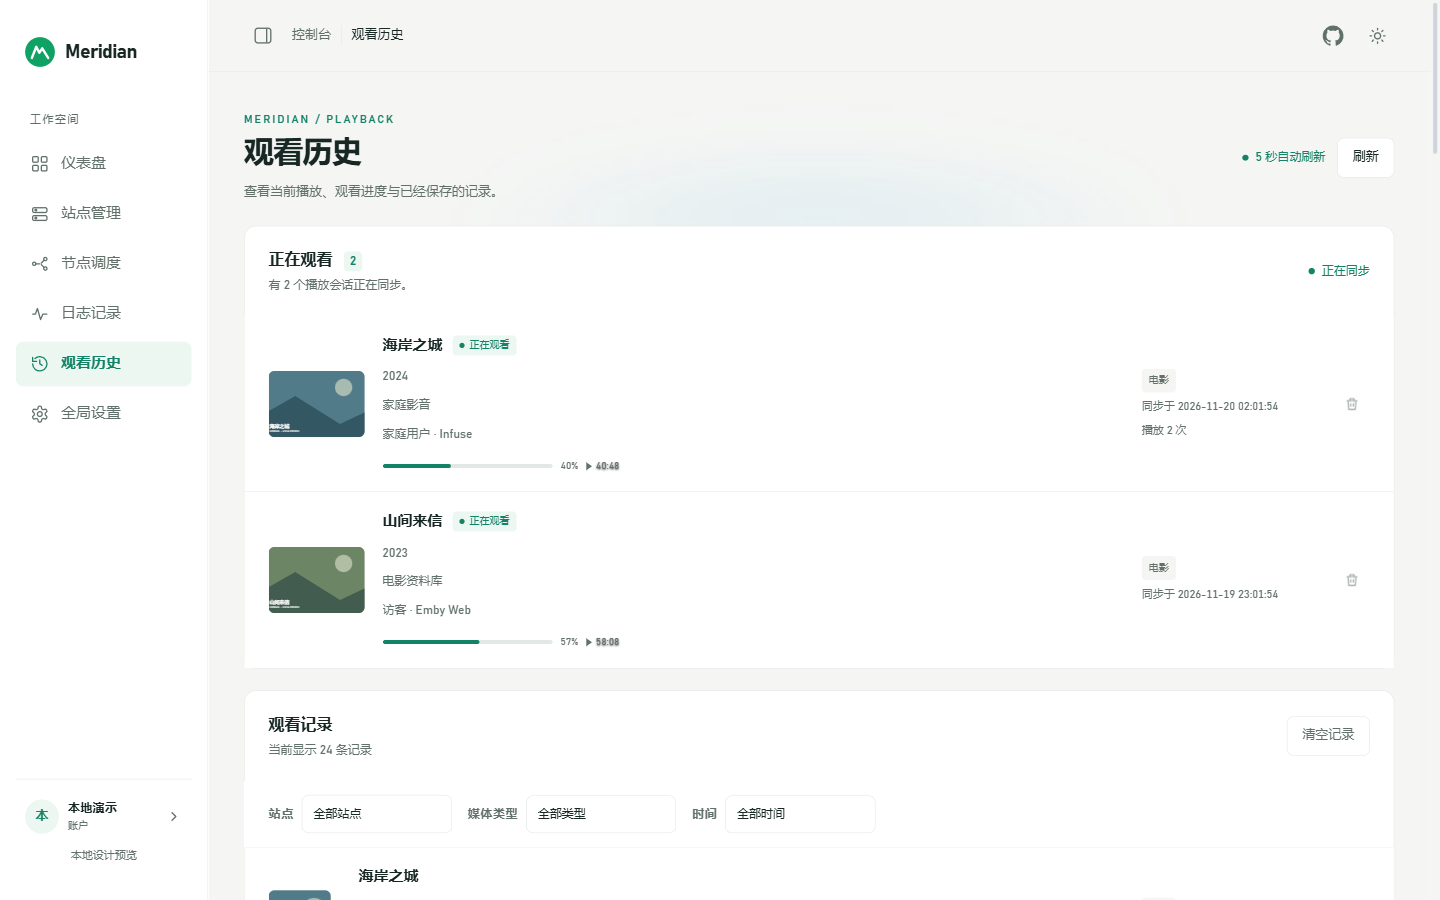 Meridian
工作空间
仪表盘
站点管理
节点调度
日志记录
观看历史
全局设置
本
本地演示
账户
本地设计预览
控制台
观看历史
MERIDIAN / PLAYBACK
观看历史
查看当前播放、观看进度与已经保存的记录。
5 秒自动刷新
刷新
正在观看 2
有 2 个播放会话正在同步。
正在同步
海岸之城
正在观看
2024
家庭影音
家庭用户 · Infuse
40% 40:48
海岸之城
电影
同步于 2026-11-20 02:01:54
播放 2 次
山间来信
正在观看
2023
电影资料库
访客 · Emby Web
57% 58:08
山间来信
电影
同步于 2026-11-19 23:01:54
观看记录
当前显示 24 条记录
清空记录
站点 全部站点 媒体类型 全部类型 时间 全部时间
海岸之城